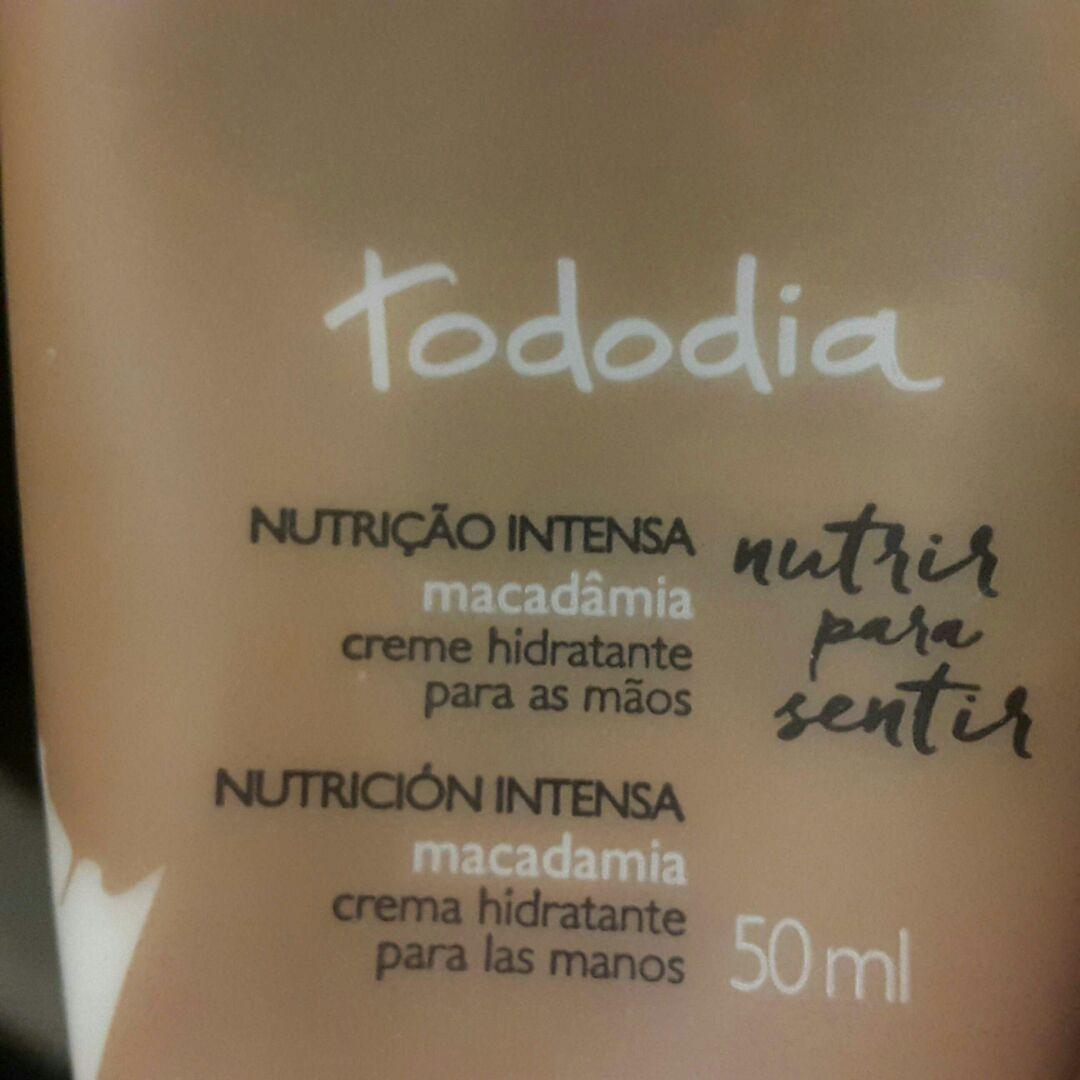 tododia
NUTRIÇÃO INTENSA
macadâmia
creme hidratante
para as mãos
nutrir
para
sentir
NUTRICIÓN INTENSA
macadamia
crema hidratante
para las manos
50 ml